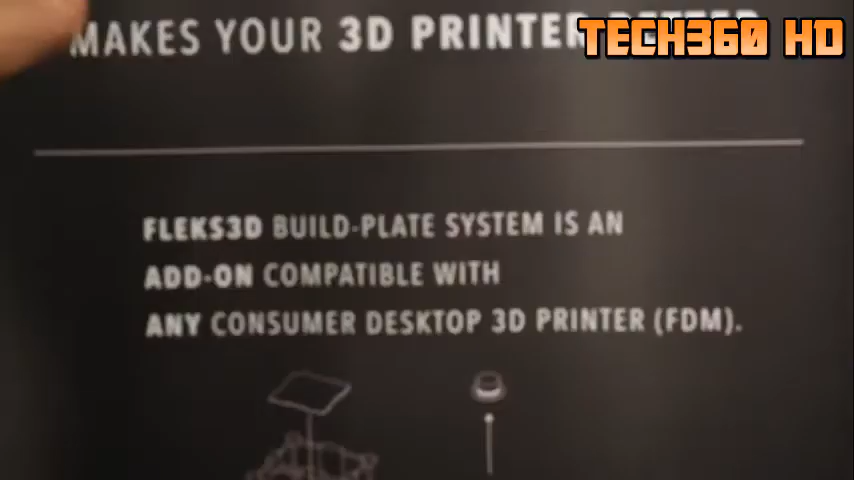 MAKES YOUR 3D PRINTER BETTER
TECH360 HD
FLEKS3D BUILD-PLATE SYSTEM IS AN
ADD-ON COMPATIBLE WITH
ANY CONSUMER DESKTOP 3D PRINTER (FDM).